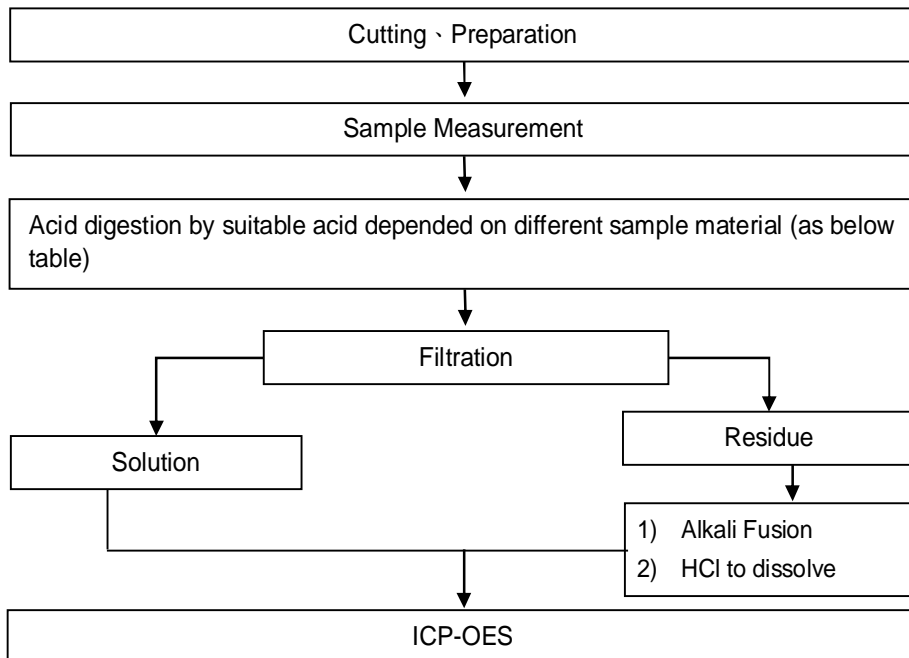 Cutting、Preparation
Sample Measurement
Acid digestion by suitable acid depended on different sample material (as below
table)
Filtration
Solution
Residue
1) Alkali Fusion
2) HCl to dissolve
ICP-OES